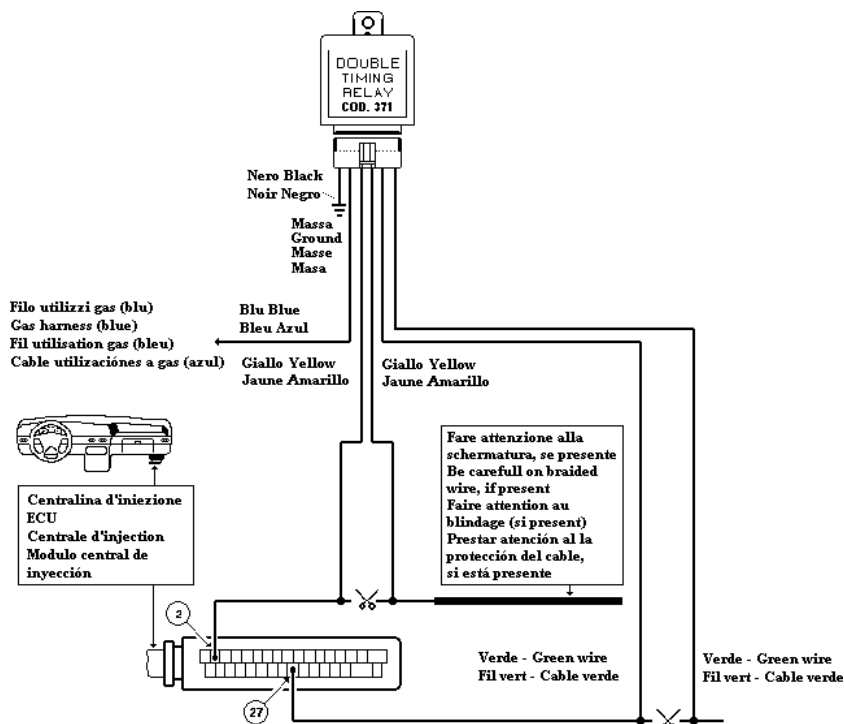 DOUBLE
TIMING
RELAY
COD. 371
Nero Black
Noir Negro
Massa
Ground
Masse
Masa
Filo utilizzi gas (blu)
Gas harness (blue)
Fil utilisation gas (bleu)
Cable utilizaciónes a gas (azul)
Blu Blue
Bleu Azul
Giallo Yellow
Jaune Amarillo
Giallo Yellow
Jaune Amarillo
Fare attenzione alla
schermatura, se presente
Be carefull on braided
wire, if present
Faire attention au
blindage (si present)
Prestar atención al la
protección del cable,
si está presente
Centralina d'iniezione
ECU
Centrale d'injection
Modulo central de
inyección
2
27
Verde - Green wire
Fil vert - Cable verde
Verde - Green wire
Fil vert - Cable verde